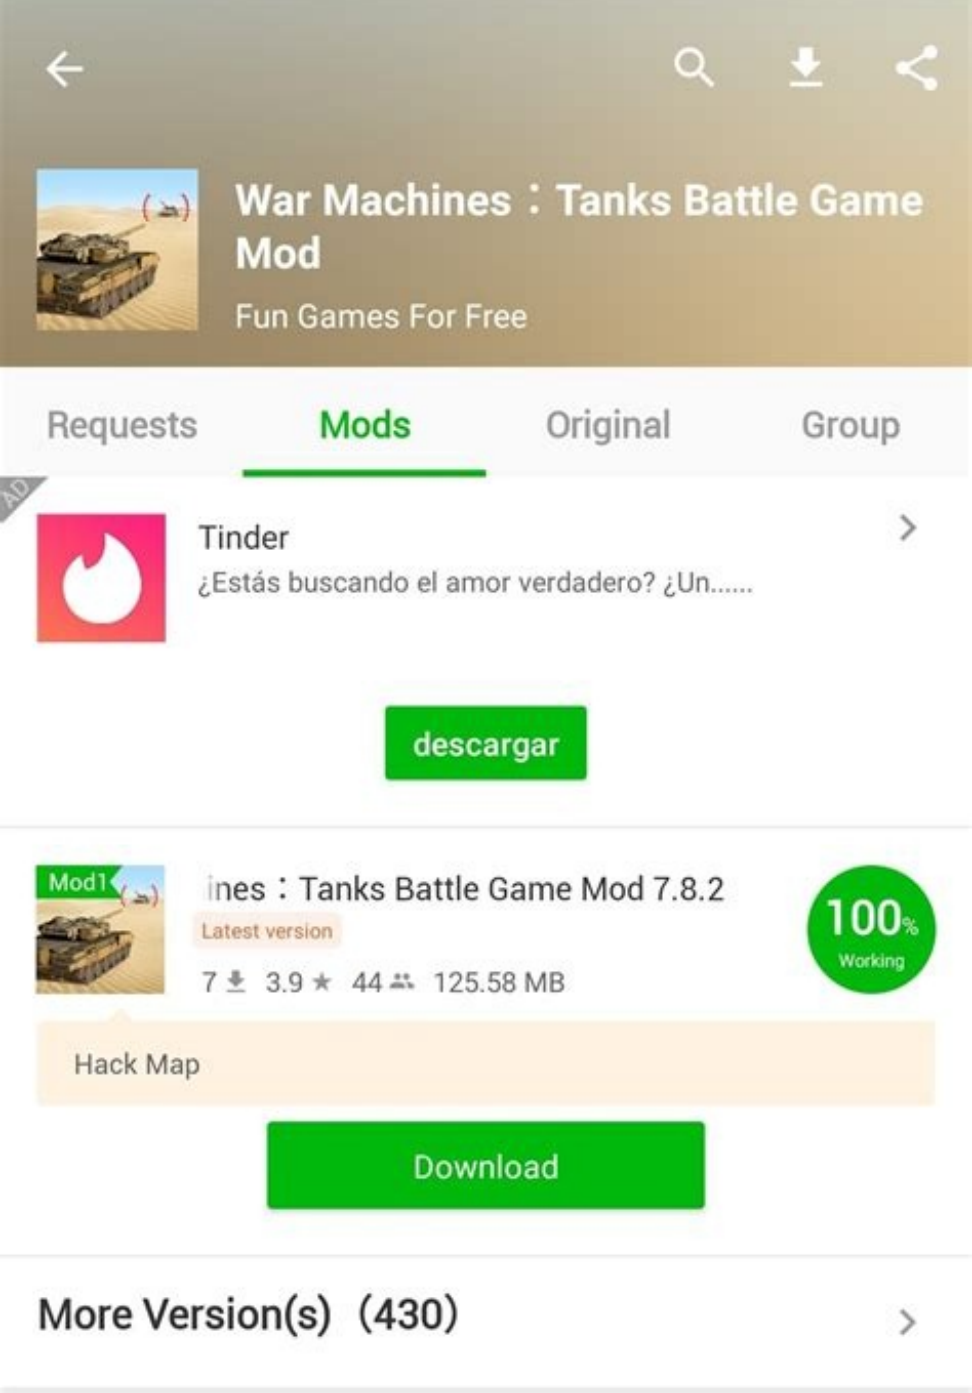 War Machines：Tanks Battle Game
Mod
Fun Games For Free
Requests Mods Original Group
AD
Tinder
¿Estás buscando el amor verdadero? ¿Un......
descargar
Mod1
ines：Tanks Battle Game Mod 7.8.2
Latest version
7 3.9 ★ 44 125.58 MB
100%
Working
Hack Map
Download
More Version(s)（430）